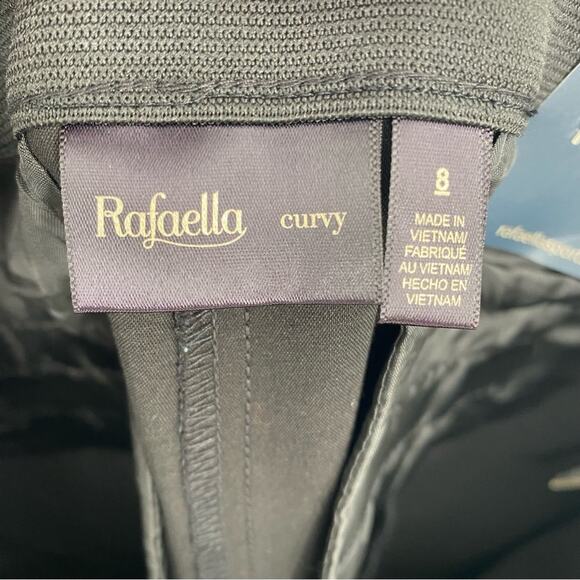 Rafaella curvy
8
MADE IN
VIETNAM/
FABRIQUÉ
AU VIETNAM/
HECHO EN
VIETNAM